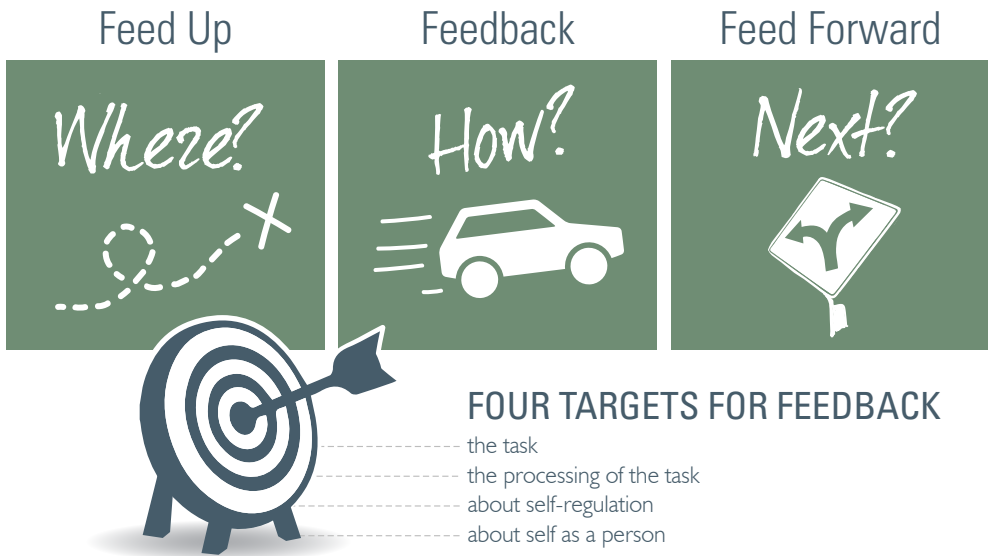 Feed Up
Feedback
Feed Forward
Where?
How?
Next?
FOUR TARGETS FOR FEEDBACK
the task
the processing of the task
about self-regulation
about self as a person